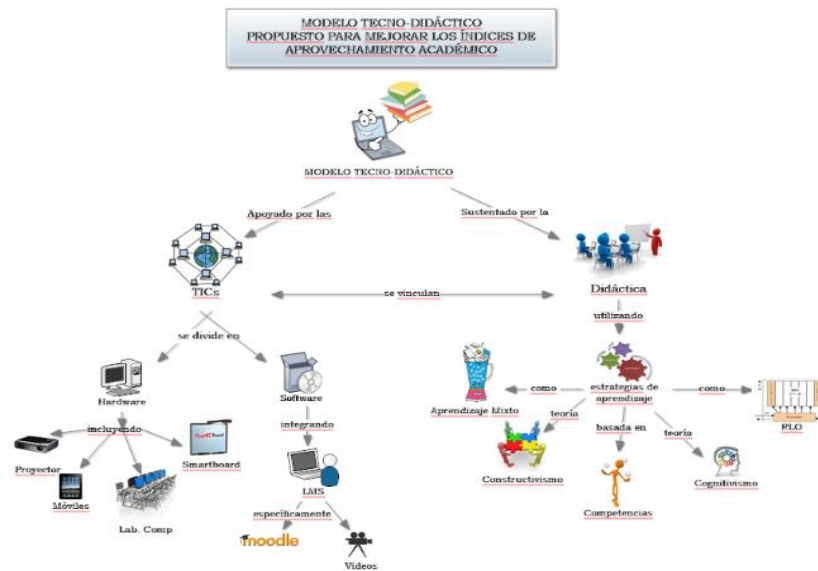 MODELO TECNO-DIDÁCTICO
PROPUESTO PARA MEJORAR LOS ÍNDICES DE
APROVECHAMIENTO ACADÉMICO
MODELO TECNO-DIDÁCTICO
Apoyado por las
Sustentado por la
TICs
se vinculan
Didáctica
utilizando
se divide en
Hardware
Software
como
estrategias de
aprendizaje
como
Aprendizaje Mixto
RLO
incluyendo
integrando
teoría
basada en
teoría
Proyector
Smartboard
Móviles
Lab. Comp
LMS
Constructivismo
Competencias
Cognitivismo
específicamente
moodle
Videos